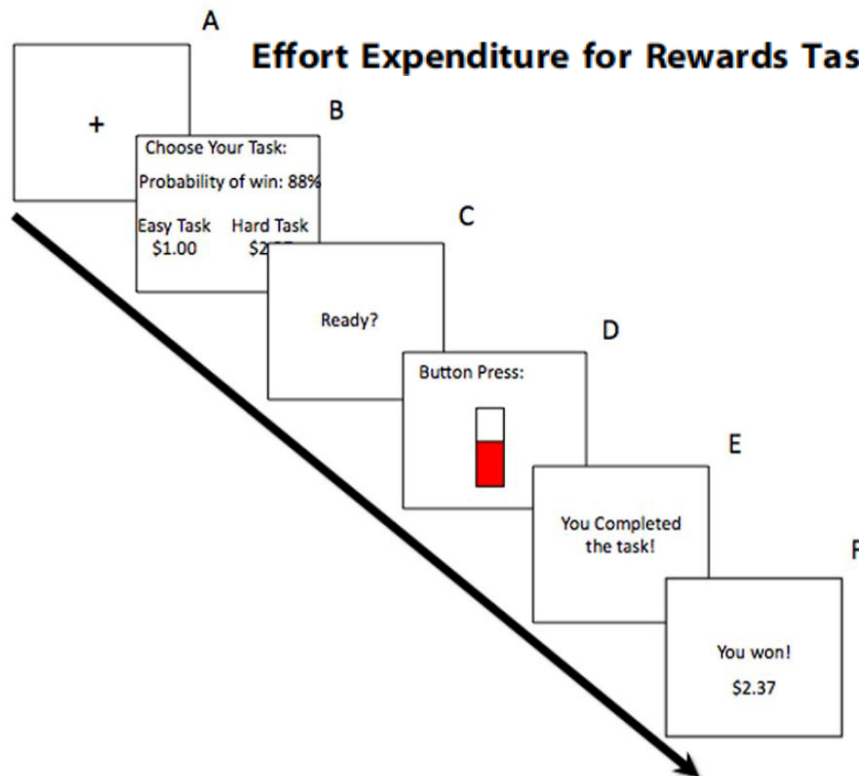 A
Effort Expenditure for Rewards Tas
B
+
Choose Your Task:
Probability of win: 88%
Easy Task Hard Task
$1.00
C
Ready?
D
Button Press:
E
You Completed
the task!
F
You won!
$2.37